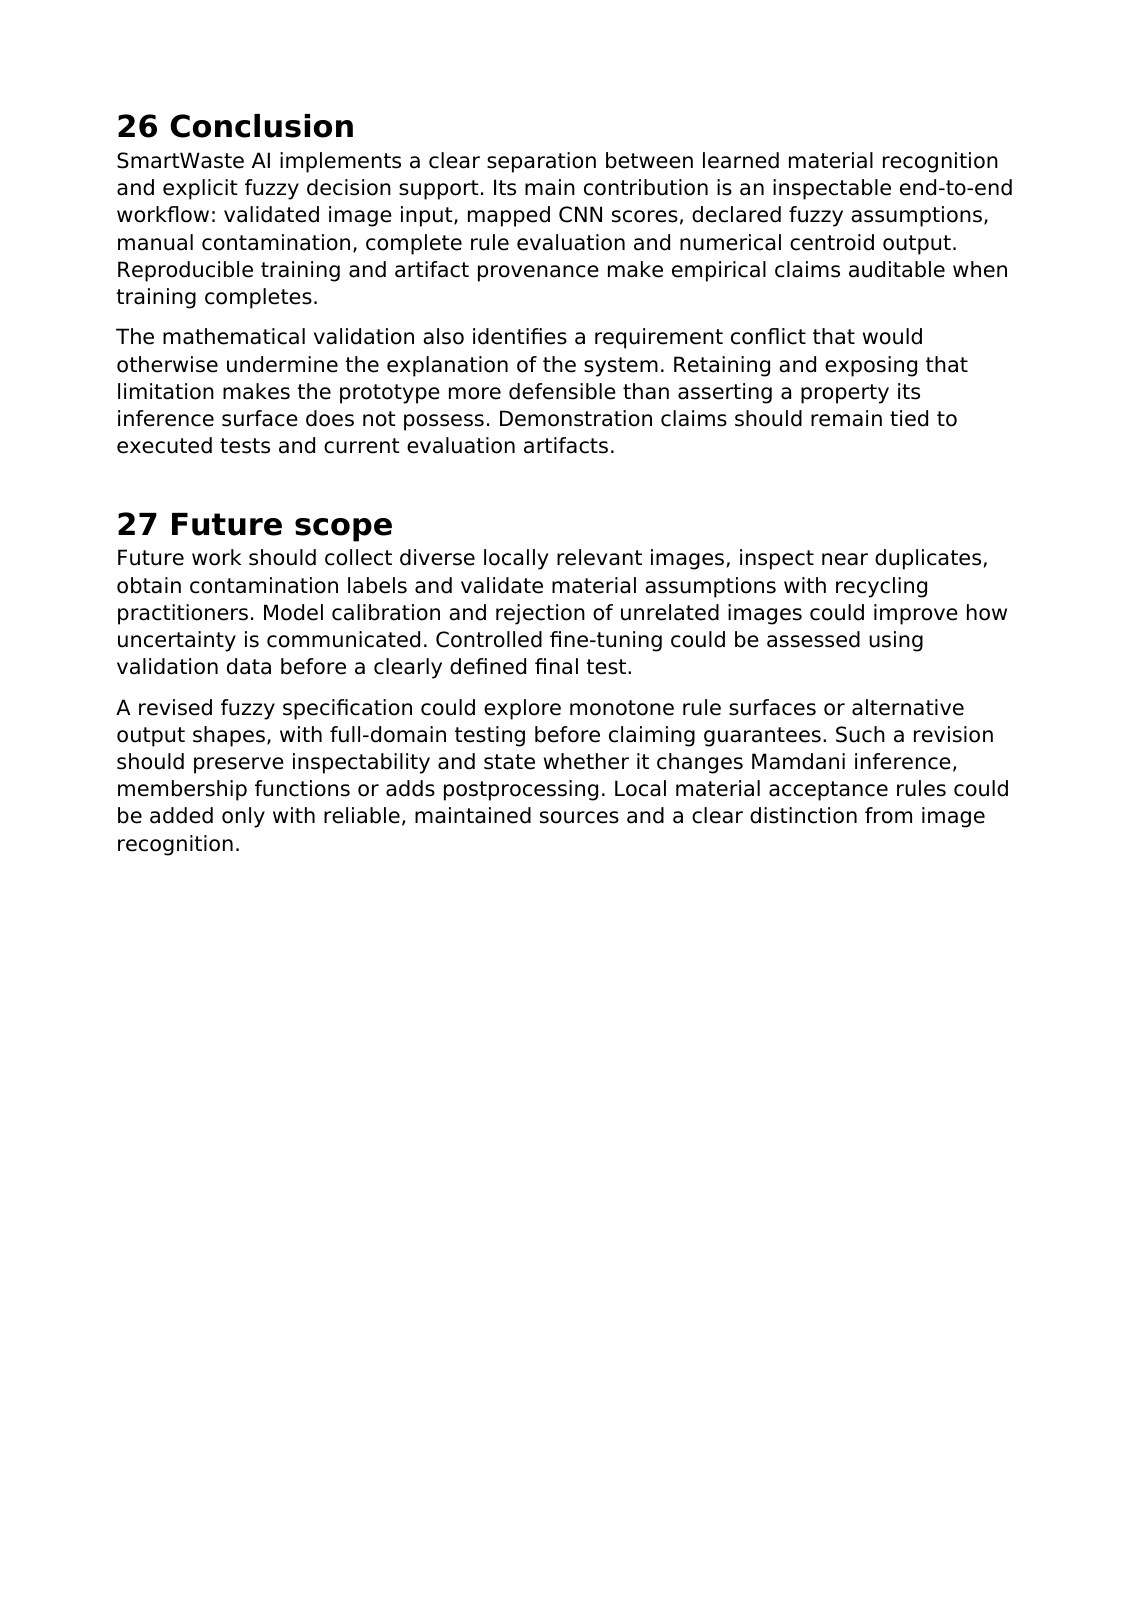 26 Conclusion
SmartWaste AI implements a clear separation between learned material recognition
and explicit fuzzy decision support. Its main contribution is an inspectable end-to-end
workflow: validated image input, mapped CNN scores, declared fuzzy assumptions,
manual contamination, complete rule evaluation and numerical centroid output.
Reproducible training and artifact provenance make empirical claims auditable when
training completes.
The mathematical validation also identifies a requirement conflict that would
otherwise undermine the explanation of the system. Retaining and exposing that
limitation makes the prototype more defensible than asserting a property its
inference surface does not possess. Demonstration claims should remain tied to
executed tests and current evaluation artifacts.
27 Future scope
Future work should collect diverse locally relevant images, inspect near duplicates,
obtain contamination labels and validate material assumptions with recycling
practitioners. Model calibration and rejection of unrelated images could improve how
uncertainty is communicated. Controlled fine-tuning could be assessed using
validation data before a clearly defined final test.
A revised fuzzy specification could explore monotone rule surfaces or alternative
output shapes, with full-domain testing before claiming guarantees. Such a revision
should preserve inspectability and state whether it changes Mamdani inference,
membership functions or adds postprocessing. Local material acceptance rules could
be added only with reliable, maintained sources and a clear distinction from image
recognition.